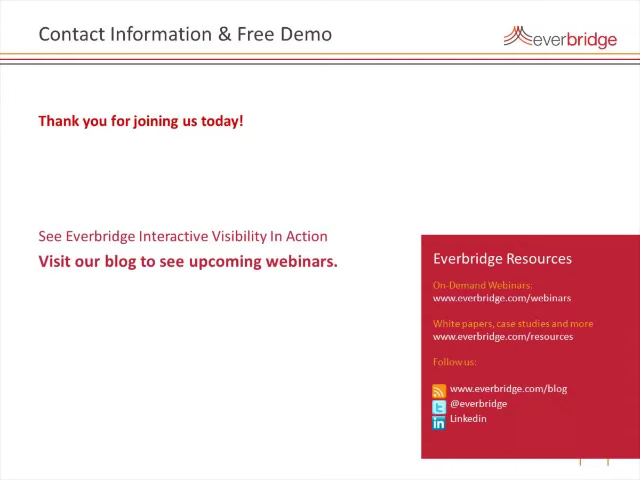 Contact Information & Free Demo
everbridge
Thank you for joining us today!
See Everbridge Interactive Visibility In Action
Visit our blog to see upcoming webinars.
Everbridge Resources
On-Demand Webinars:
www.everbridge.com/webinars
White papers, case studies and more
www.everbridge.com/resources
Follow us:
www.everbridge.com/blog
@everbridge
Linkedin